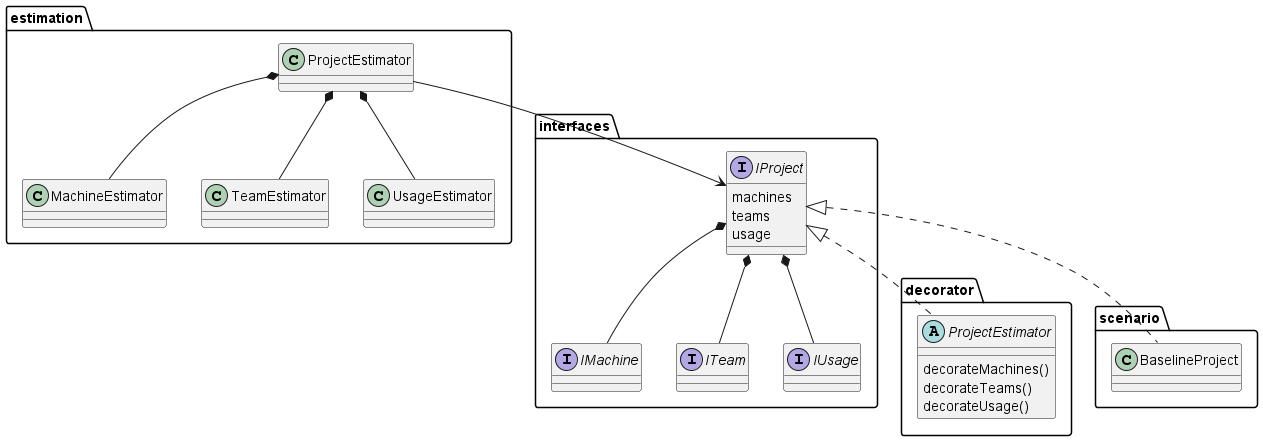 estimation
C ProjectEstimator
C MachineEstimator
C TeamEstimator
C UsageEstimator
interfaces
I IProject
machines
teams
usage
I IMachine
I ITeam
I IUsage
decorator
A ProjectEstimator
decorateMachines()
decorateTeams()
decorateUsage()
scenario
C BaselineProject